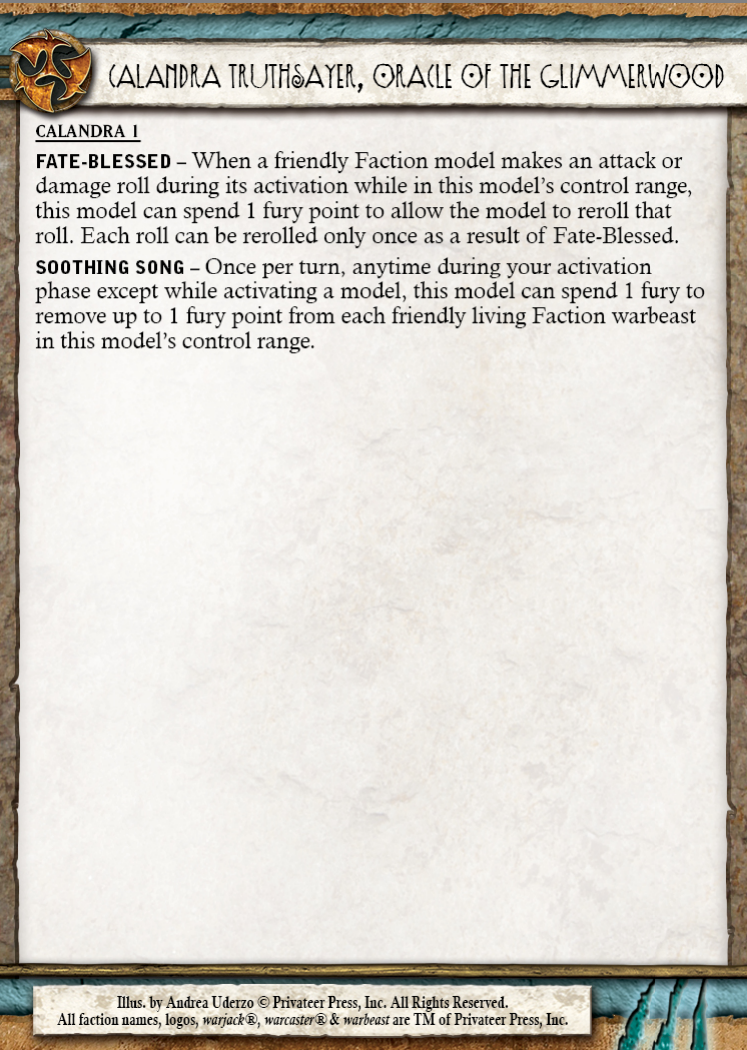 CALANDRA TRUTHSAYER, ORACLE OF THE GLIMMERWOOD
CALANDRA 1
FATE-BLESSED – When a friendly Faction model makes an attack or
damage roll during its activation while in this model’s control range,
this model can spend 1 fury point to allow the model to reroll that
roll. Each roll can be rerolled only once as a result of Fate-Blessed.
SOOTHING SONG – Once per turn, anytime during your activation
phase except while activating a model, this model can spend 1 fury to
remove up to 1 fury point from each friendly living Faction warbeast
in this model’s control range.
Illus. by Andrea Uderzo © Privateer Press, Inc. All Rights Reserved.
All faction names, logos, warjack®, warcaster® & warbeast are TM of Privateer Press, Inc.